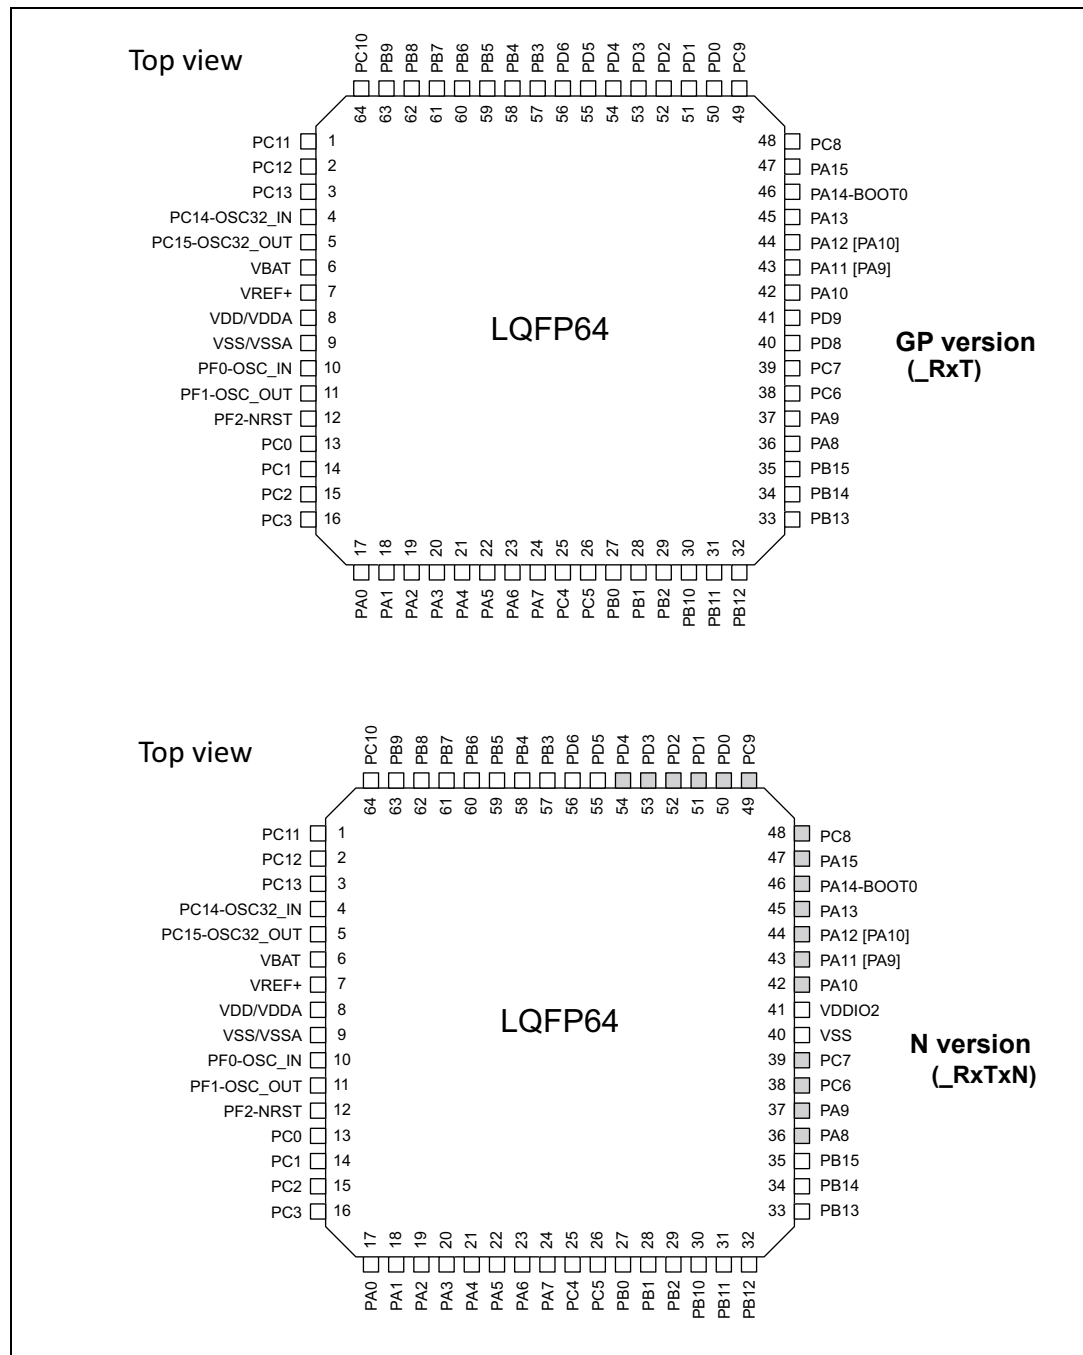 Top view
PC10 PB9 PB8 PB7 PB6 PB5 PB4 PB3 PD6 PD5 PD4 PD3 PD2 PD1 PD0 PC9
64 63 62 61 60 59 58 57 56 55 54 53 52 51 50 49
PC11 1 48 PC8
PC12 2 47 PA15
PC13 3 46 PA14-BOOT0
PC14-OSC32_IN 4 45 PA13
PC15-OSC32_OUT 5 44 PA12 [PA10]
VBAT 6 43 PA11 [PA9]
VREF+ 7 42 PA10
VDD/VDDA 8 41 PD9
VSS/VSSA 9 40 PD8
PF0-OSC_IN 10 39 PC7
PF1-OSC_OUT 11 38 PC6
PF2-NRST 12 37 PA9
PC0 13 36 PA8
PC1 14 35 PB15
PC2 15 34 PB14
PC3 16 33 PB13
LQFP64
GP version
(_RxT)
17 18 19 20 21 22 23 24 25 26 27 28 29 30 31 32
PA0 PA1 PA2 PA3 PA4 PA5 PA6 PA7 PC4 PC5 PB0 PB1 PB2 PB10 PB11 PB12
Top view
PC10 PB9 PB8 PB7 PB6 PB5 PB4 PB3 PD6 PD5 PD4 PD3 PD2 PD1 PD0 PC9
64 63 62 61 60 59 58 57 56 55 54 53 52 51 50 49
PC11 1 48 PC8
PC12 2 47 PA15
PC13 3 46 PA14-BOOT0
PC14-OSC32_IN 4 45 PA13
PC15-OSC32_OUT 5 44 PA12 [PA10]
VBAT 6 43 PA11 [PA9]
VREF+ 7 42 PA10
VDD/VDDA 8 41 VDDIO2
VSS/VSSA 9 40 VSS
PF0-OSC_IN 10 39 PC7
PF1-OSC_OUT 11 38 PC6
PF2-NRST 12 37 PA9
PC0 13 36 PA8
PC1 14 35 PB15
PC2 15 34 PB14
PC3 16 33 PB13
LQFP64
N version
(_RxTxN)
17 18 19 20 21 22 23 24 25 26 27 28 29 30 31 32
PA0 PA1 PA2 PA3 PA4 PA5 PA6 PA7 PC4 PC5 PB0 PB1 PB2 PB10 PB11 PB12